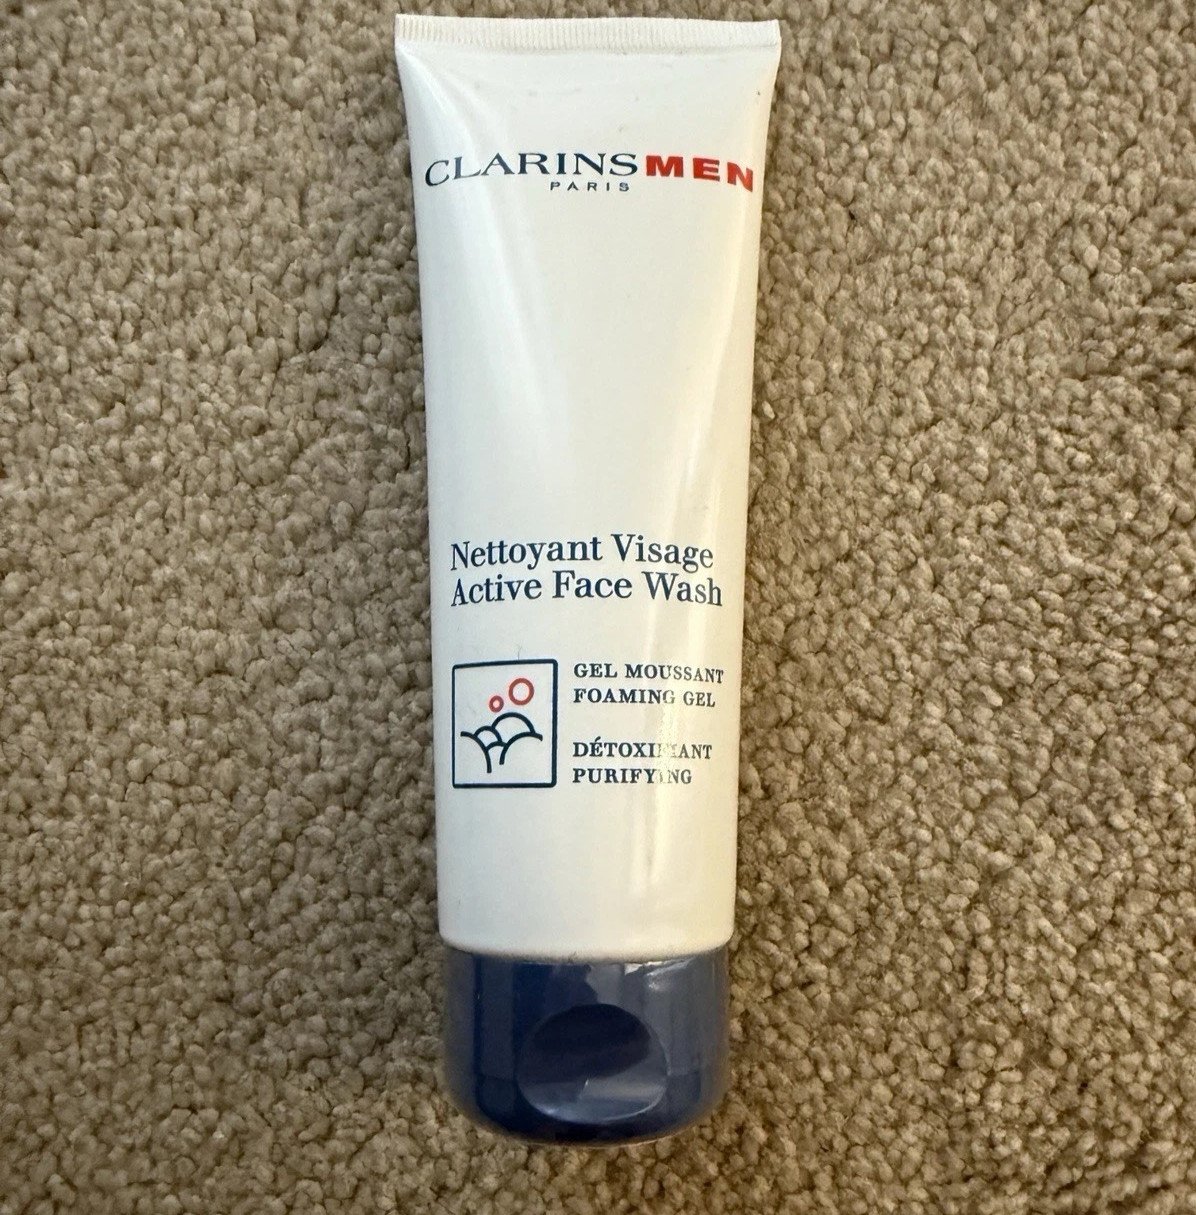 CLARINSMEN
PARIS
Nettoyant Visage
Active Face Wash
GEL MOUSSANT
FOAMING GEL
DÉTOXIFIANT
PURIFYING